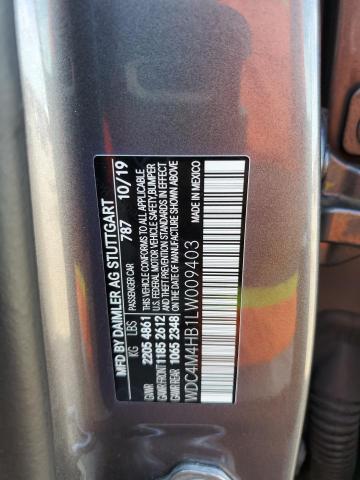 MFD BY DAIMLER AG STUTTGART
PASSENGER CAR 787 10/19
KG LBS
GVWR 2205 4861
GAWR FRONT 1185 2612
GAWR REAR 1065 2348
THIS VEHICLE CONFORMS TO ALL APPLICABLE
U.S. FEDERAL MOTOR VEHICLE SAFETY, BUMPER
AND THEFT PREVENTION STANDARDS IN EFFECT
ON THE DATE OF MANUFACTURE SHOWN ABOVE
MADE IN MEXICO
WDC4M4HB1LW009403